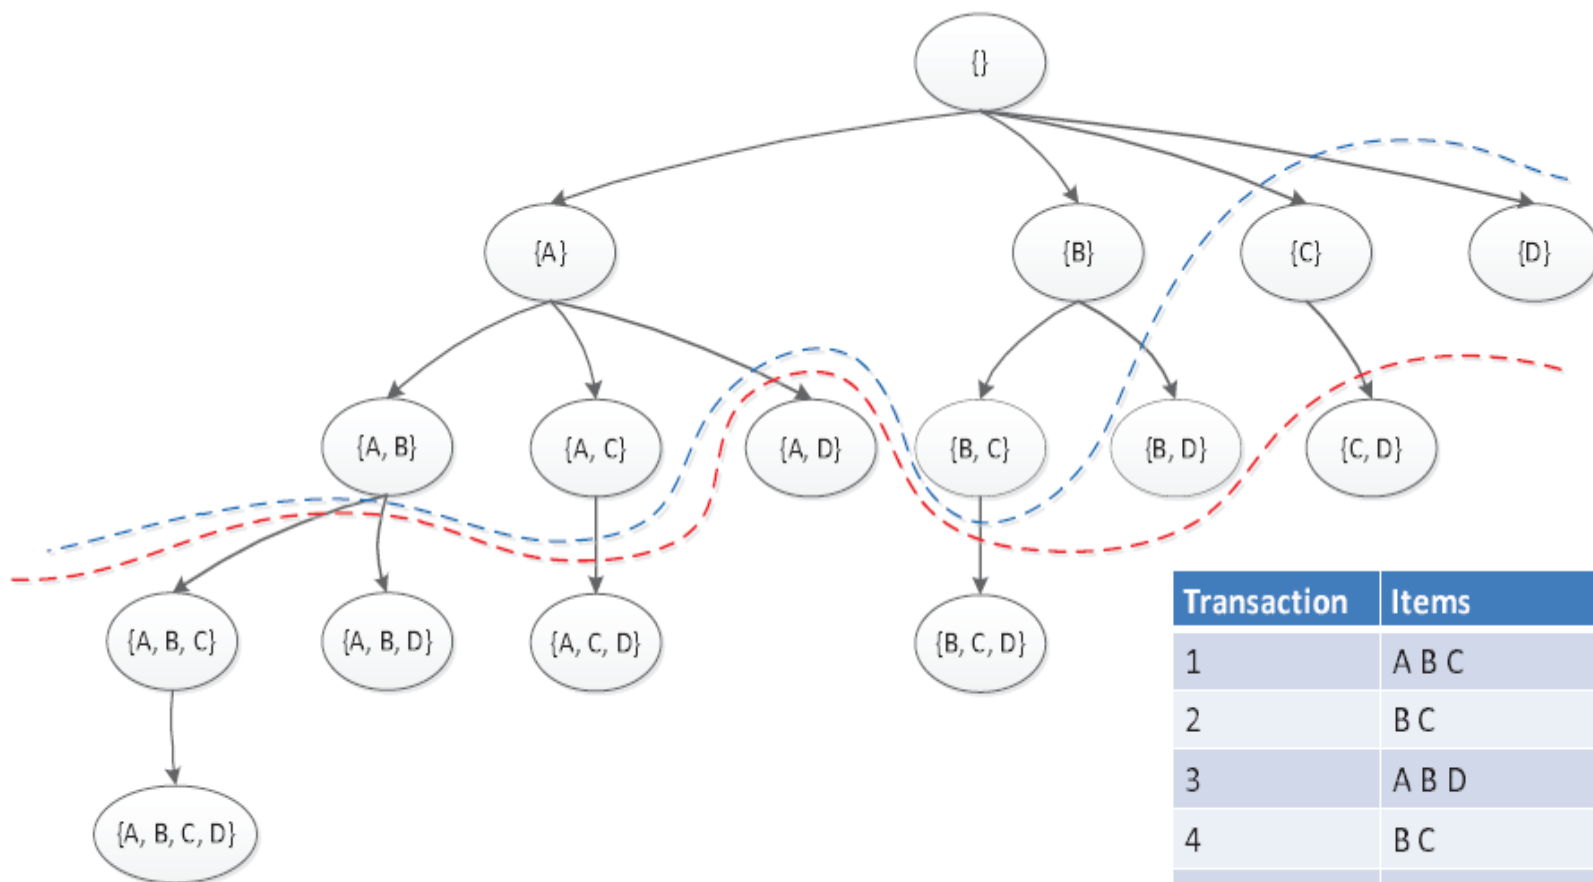 {}
{A}
{B}
{C}
{D}
{A, B}
{A, C}
{A, D}
{B, C}
{B, D}
{C, D}
{A, B, C}
{A, B, D}
{A, C, D}
{B, C, D}
{A, B, C, D}
Transaction Items
1 A B C
2 B C
3 A B D
4 B C